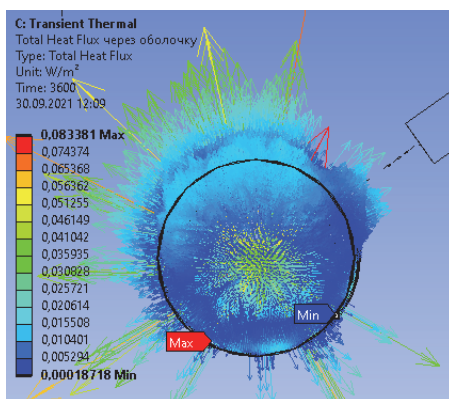 C: Transient Thermal
Total Heat Flux через оболочку
Type: Total Heat Flux
Unit: W/m²
Time: 3600
30.09.2021 12:09
0,083381 Max
0,074374
0,065368
0,056362
0,051255
0,046149
0,041042
0,035935
0,030828
0,025721
0,020614
0,015508
0,010401
0,005294
0,00018718 Min
Min
Max